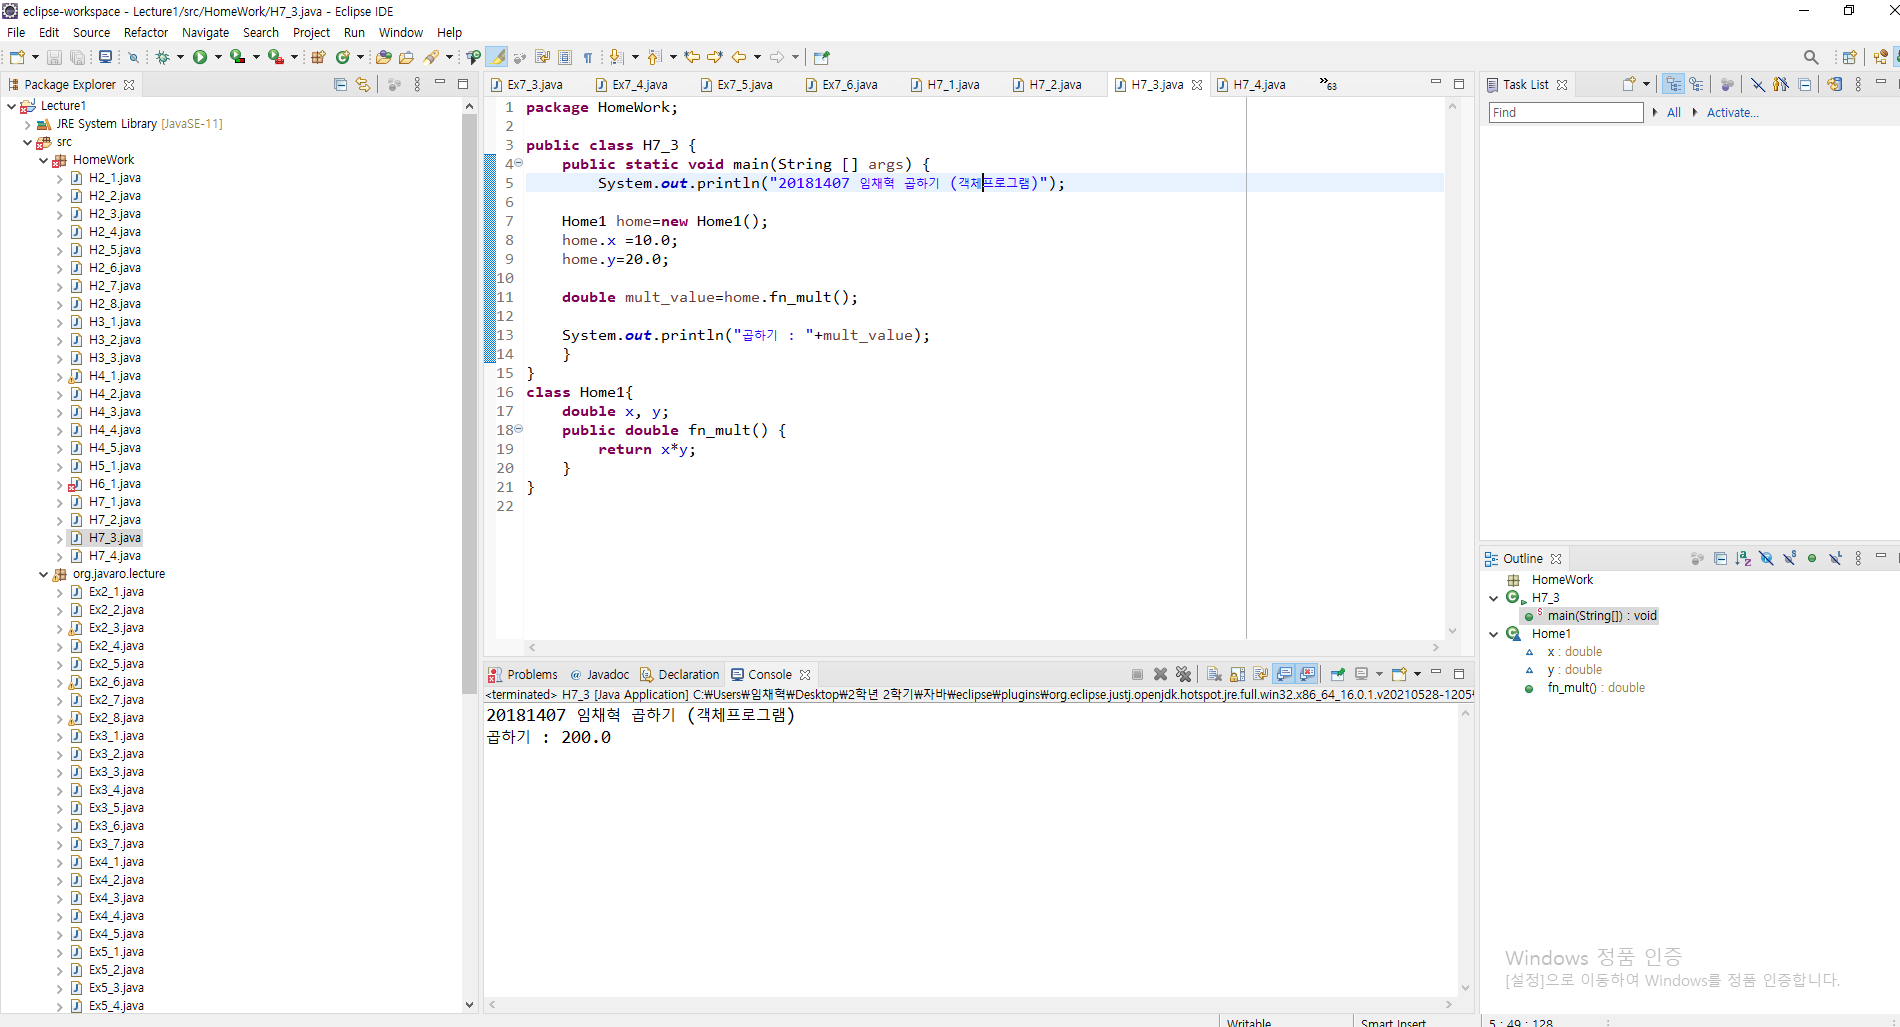 eclipse-workspace - Lecture1/src/HomeWork/H7_3.java - Eclipse IDE
File Edit Source Refactor Navigate Search Project Run Window Help
Package Explorer
Lecture1
JRE System Library [JavaSE-11]
src
HomeWork
H2_1.java
H2_2.java
H2_3.java
H2_4.java
H2_5.java
H2_6.java
H2_7.java
H2_8.java
H3_1.java
H3_2.java
H3_3.java
H4_1.java
H4_2.java
H4_3.java
H4_4.java
H4_5.java
H5_1.java
H6_1.java
H7_1.java
H7_2.java
H7_3.java
H7_4.java
org.javaro.lecture
Ex2_1.java
Ex2_2.java
Ex2_3.java
Ex2_4.java
Ex2_5.java
Ex2_6.java
Ex2_7.java
Ex2_8.java
Ex3_1.java
Ex3_2.java
Ex3_3.java
Ex3_4.java
Ex3_5.java
Ex3_6.java
Ex3_7.java
Ex4_1.java
Ex4_2.java
Ex4_3.java
Ex4_4.java
Ex4_5.java
Ex5_1.java
Ex5_2.java
Ex5_3.java
Ex5_4.java
Ex7_3.java Ex7_4.java Ex7_5.java Ex7_6.java H7_1.java H7_2.java H7_3.java H7_4.java »63
1 package HomeWork;
2
3 public class H7_3 {
4 public static void main(String [] args) {
5 System.out.println("20181407 임채혁 곱하기 (객체프로그램)");
6
7 Home1 home=new Home1();
8 home.x =10.0;
9 home.y=20.0;
10
11 double mult_value=home.fn_mult();
12
13 System.out.println("곱하기 : "+mult_value);
14 }
15 }
16 class Home1{
17 double x, y;
18 public double fn_mult() {
19 return x*y;
20 }
21 }
22
Problems Javadoc Declaration Console
<terminated> H7_3 [Java Application] C:₩Users₩임채혁₩Desktop₩2학년 2학기₩자바₩eclipse₩plugins₩org.eclipse.justj.openjdk.hotspot.jre.full.win32.x86_64_16.0.1.v20210528-1205₩
20181407 임채혁 곱하기 (객체프로그램)
곱하기 : 200.0
Task List
Find All Activate...
Outline
HomeWork
H7_3
main(String[]) : void
Home1
x : double
y : double
fn_mult() : double
Windows 정품 인증
[설정]으로 이동하여 Windows를 정품 인증합니다.
Writable Smart Insert 5 : 49 : 128